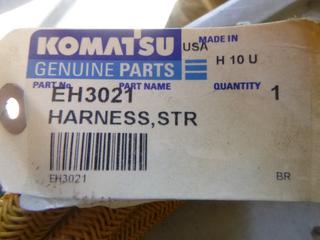 KOMATSU
MADE IN
USA
H 10 U
GENUINE PARTS
PART No. PART NAME QUANTITY
EH3021 1
HARNESS,STR
EH3021 BR